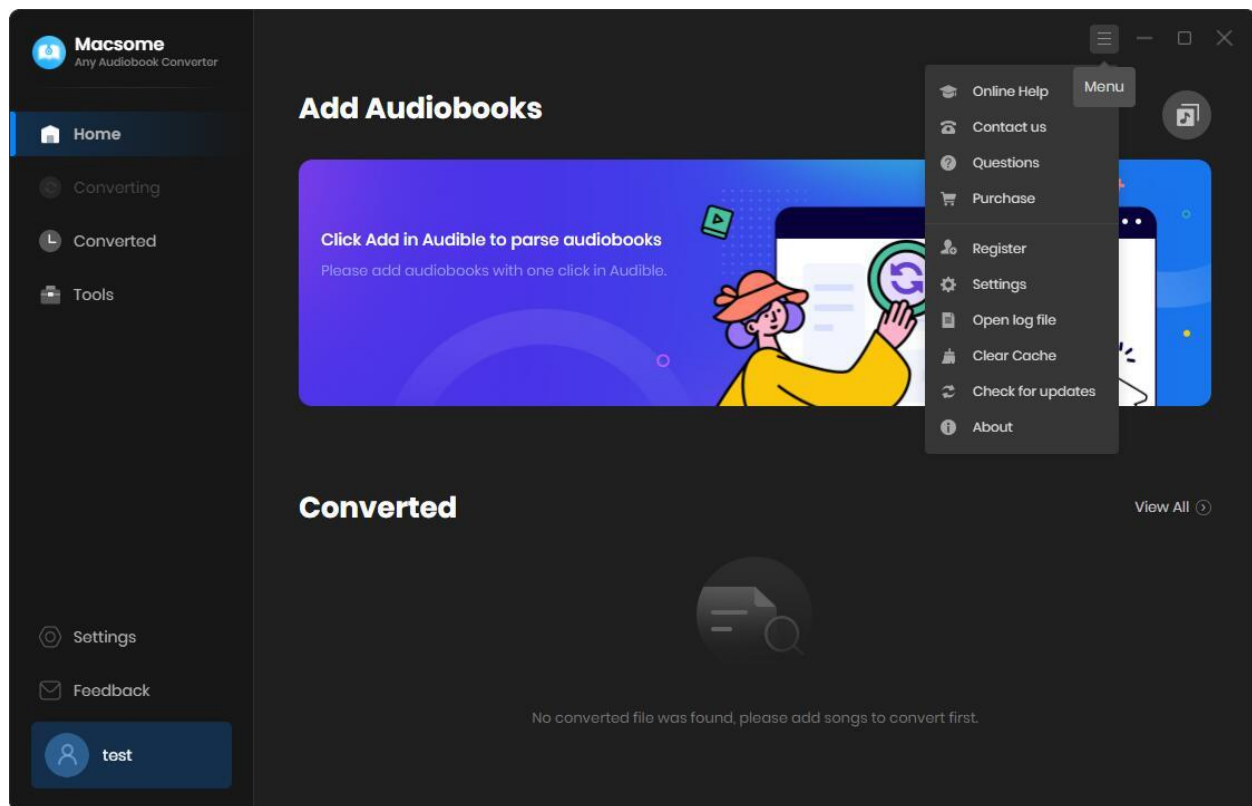 Macsome
Any Audiobook Converter
Home
Converting
Converted
Tools
Settings
Feedback
test
Add Audiobooks
Click Add in Audible to parse audiobooks
Please add audiobooks with one click in Audible.
Menu
Online Help
Contact us
Questions
Purchase
Register
Settings
Open log file
Clear Cache
Check for updates
About
Converted
View All
No converted file was found, please add songs to convert first.